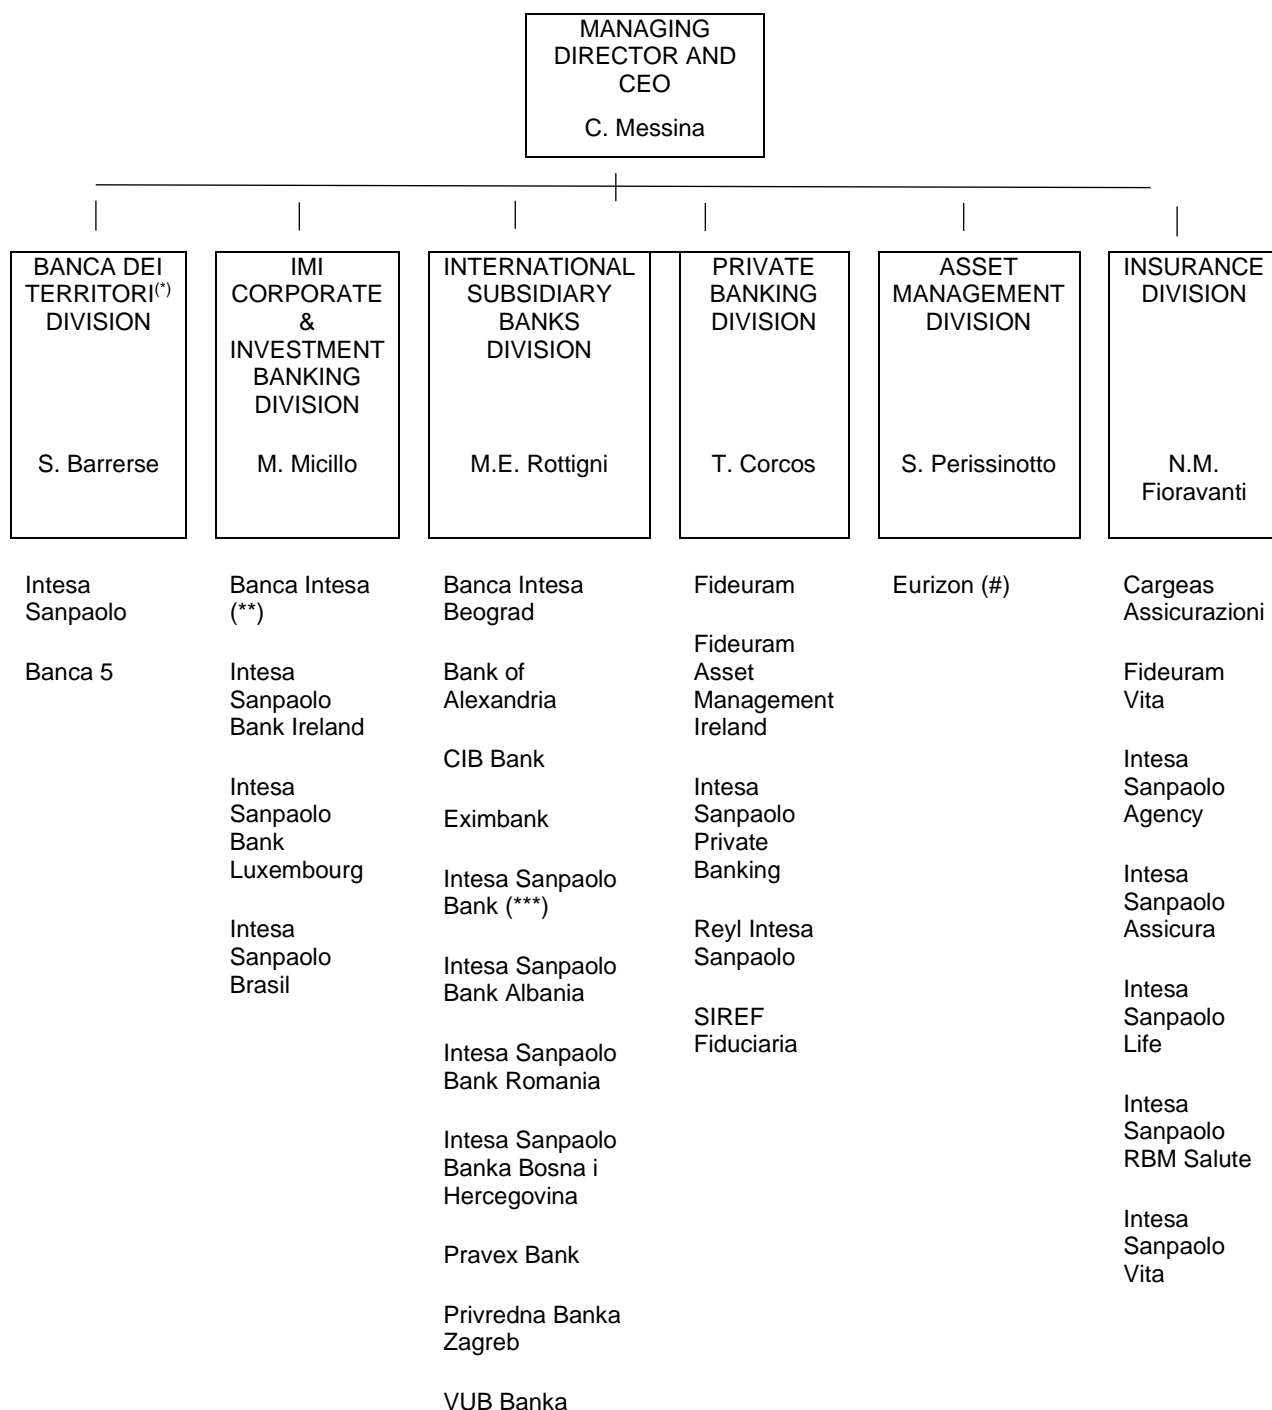 MANAGING
DIRECTOR AND
CEO
C. Messina
BANCA DEI
TERRITORI(*)
DIVISION
S. Barrerse
IMI
CORPORATE
&
INVESTMENT
BANKING
DIVISION
M. Micillo
INTERNATIONAL
SUBSIDIARY
BANKS
DIVISION
M.E. Rottigni
PRIVATE
BANKING
DIVISION
T. Corcos
ASSET
MANAGEMENT
DIVISION
S. Perissinotto
INSURANCE
DIVISION
N.M.
Fioravanti
Intesa
Sanpaolo
Banca 5
Banca Intesa
(**)
Intesa
Sanpaolo
Bank Ireland
Intesa
Sanpaolo
Bank
Luxembourg
Intesa
Sanpaolo
Brasil
Banca Intesa
Beograd
Bank of
Alexandria
CIB Bank
Eximbank
Intesa Sanpaolo
Bank (***)
Intesa Sanpaolo
Bank Albania
Intesa Sanpaolo
Bank Romania
Intesa Sanpaolo
Banka Bosna i
Hercegovina
Pravex Bank
Privredna Banka
Zagreb
VUB Banka
Fideuram
Fideuram
Asset
Management
Ireland
Intesa
Sanpaolo
Private
Banking
Reyl Intesa
Sanpaolo
SIREF
Fiduciaria
Eurizon (#)
Cargeas
Assicurazioni
Fideuram
Vita
Intesa
Sanpaolo
Agency
Intesa
Sanpaolo
Assicura
Intesa
Sanpaolo
Life
Intesa
Sanpaolo
RBM Salute
Intesa
Sanpaolo
Vita